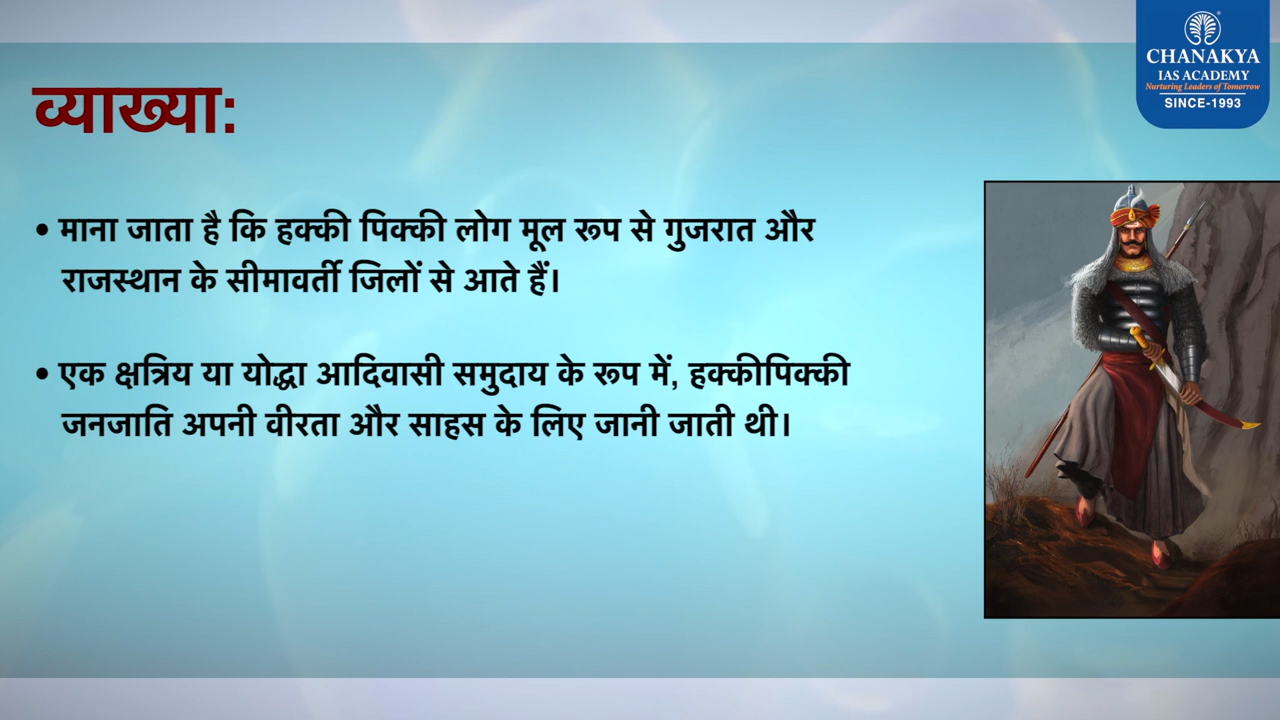 CHANAKYA
IAS ACADEMY
Nurturing Leaders of Tomorrow
SINCE-1993
व्याख्या:
• माना जाता है कि हक्की पिक्की लोग मूल रूप से गुजरात और
राजस्थान के सीमावर्ती जिलों से आते हैं।
• एक क्षत्रिय या योद्धा आदिवासी समुदाय के रूप में, हक्कीपिक्की
जनजाति अपनी वीरता और साहस के लिए जानी जाती थी।